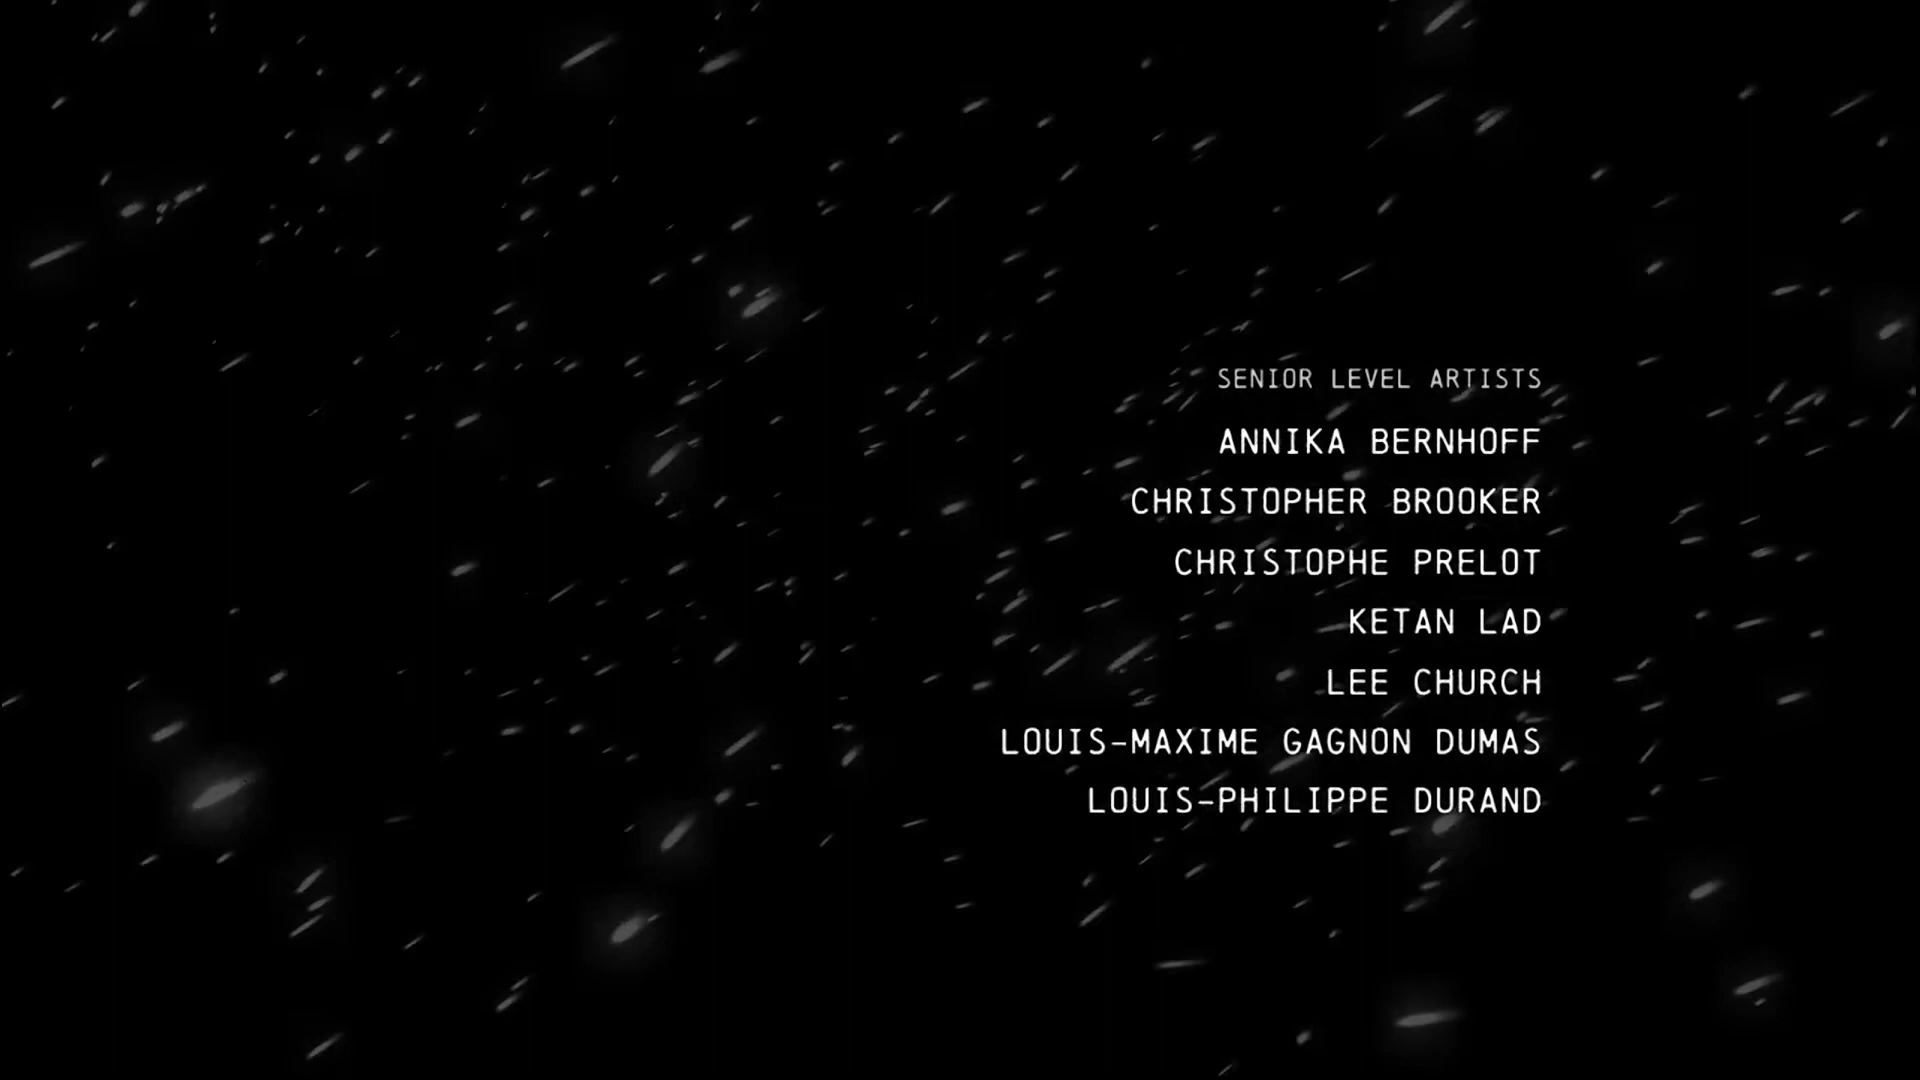 SENIOR LEVEL ARTISTS
ANNIKA BERNHOFF
CHRISTOPHER BROOKER
CHRISTOPHE PRELOT
KETAN LAD
LEE CHURCH
LOUIS-MAXIME GAGNON DUMAS
LOUIS-PHILIPPE DURAND